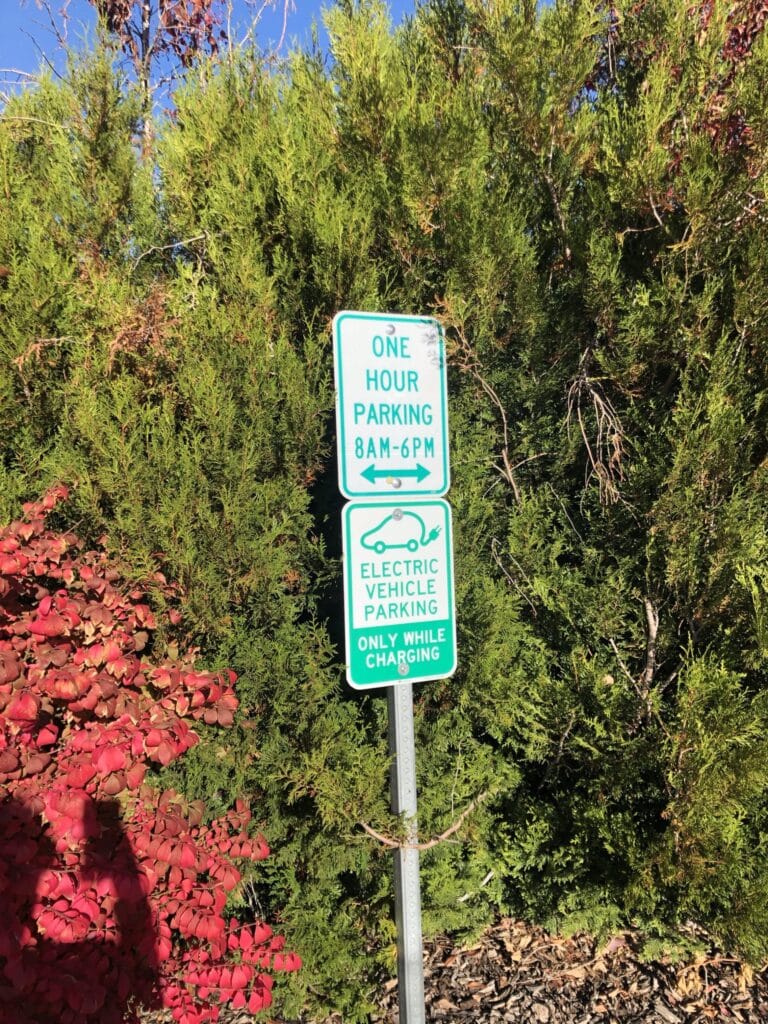 ONE
HOUR
PARKING
8AM-6PM
ELECTRIC
VEHICLE
PARKING
ONLY WHILE
CHARGING